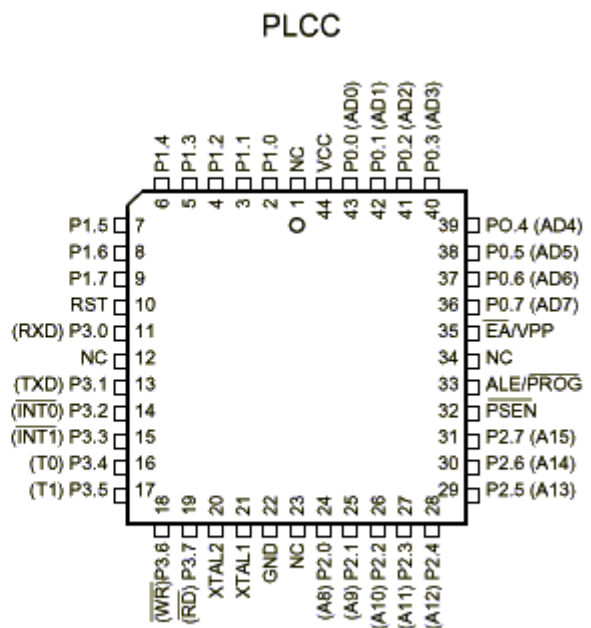 PLCC
P1.4
P1.3
P1.2
P1.1
P1.0
NC
VCC
P0.0 (AD0)
P0.1 (AD1)
P0.2 (AD2)
P0.3 (AD3)
6
5
4
3
2
1
44
43
42
41
40
P1.5 7
P1.6 8
P1.7 9
RST 10
(RXD) P3.0 11
NC 12
(TXD) P3.1 13
(INT0) P3.2 14
(INT1) P3.3 15
(T0) P3.4 16
(T1) P3.5 17
39 PO.4 (AD4)
38 P0.5 (AD5)
37 P0.6 (AD6)
36 P0.7 (AD7)
35 EA/VPP
34 NC
33 ALE/PROG
32 PSEN
31 P2.7 (A15)
30 P2.6 (A14)
29 P2.5 (A13)
18
19
20
21
22
23
24
25
26
27
28
(WR)P3.6
(RD) P3.7
XTAL2
XTAL1
GND
NC
(A8) P2.0
(A9) P2.1
(A10) P2.2
(A11) P2.3
(A12) P2.4